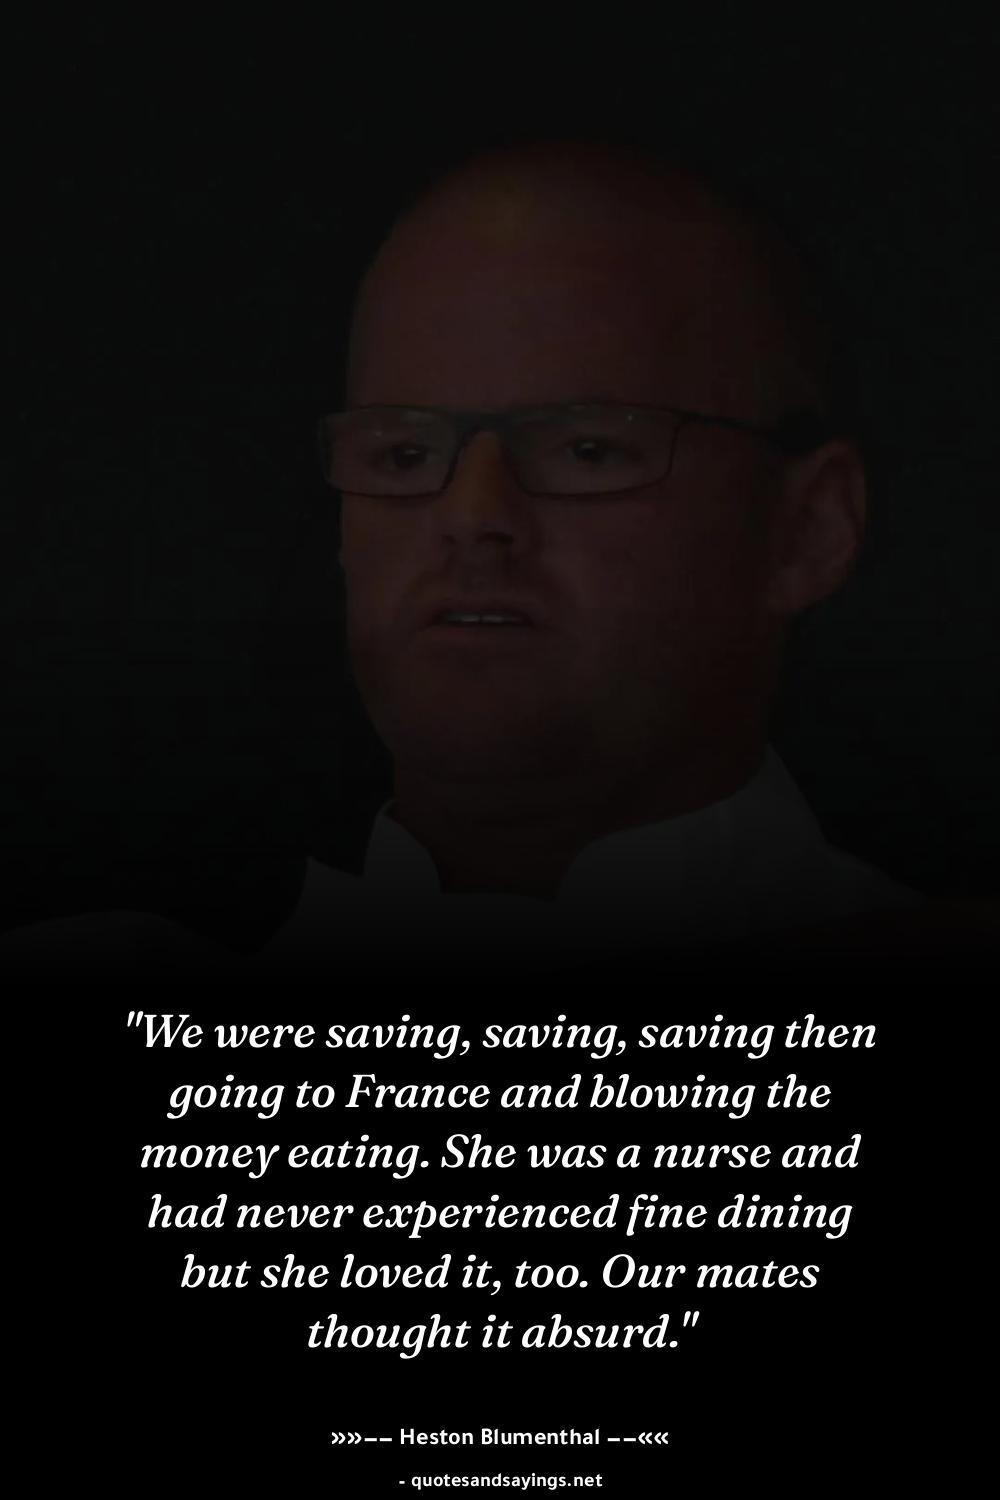 "We were saving, saving, saving then
going to France and blowing the
money eating. She was a nurse and
had never experienced fine dining
but she loved it, too. Our mates
thought it absurd."
»»–– Heston Blumenthal ––««
- quotesandsayings.net